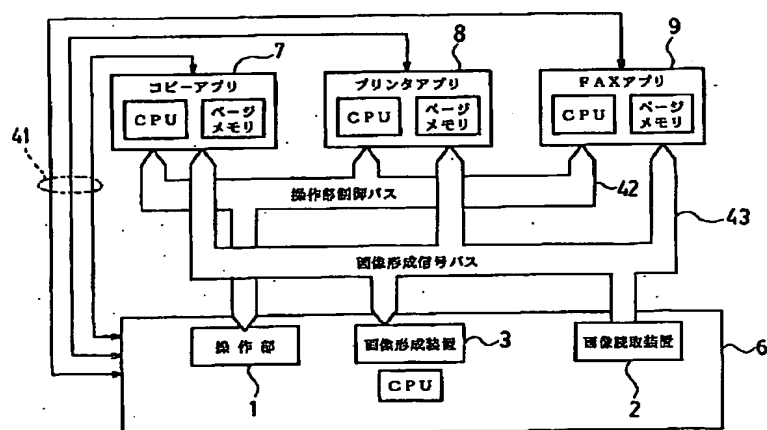 7
8
9
コピーアプリ
CPU
ページ
メモリ
プリンタアプリ
CPU
ページ
メモリ
FAXアプリ
CPU
ページ
メモリ
41
操作部制御バス
42
43
画像形成信号バス
操作部
画像形成装置
3
画像読取装置
6
1
CPU
2